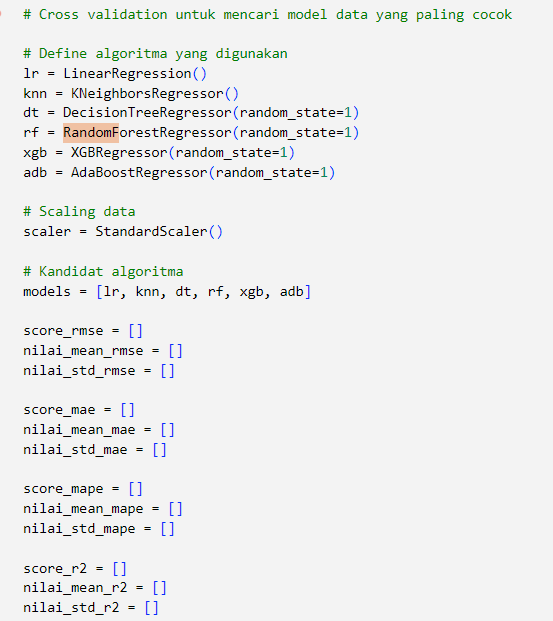 # Cross validation untuk mencari model data yang paling cocok
# Define algoritma yang digunakan
lr = LinearRegression()
knn = KNeighborsRegressor()
dt = DecisionTreeRegressor(random_state=1)
rf = RandomForestRegressor(random_state=1)
xgb = XGBRegressor(random_state=1)
adb = AdaBoostRegressor(random_state=1)
# Scaling data
scaler = StandardScaler()
# Kandidat algoritma
models = [lr, knn, dt, rf, xgb, adb]
score_rmse = []
nilai_mean_rmse = []
nilai_std_rmse = []
score_mae = []
nilai_mean_mae = []
nilai_std_mae = []
score_mape = []
nilai_mean_mape = []
nilai_std_mape = []
score_r2 = []
nilai_mean_r2 = []
nilai_std_r2 = []